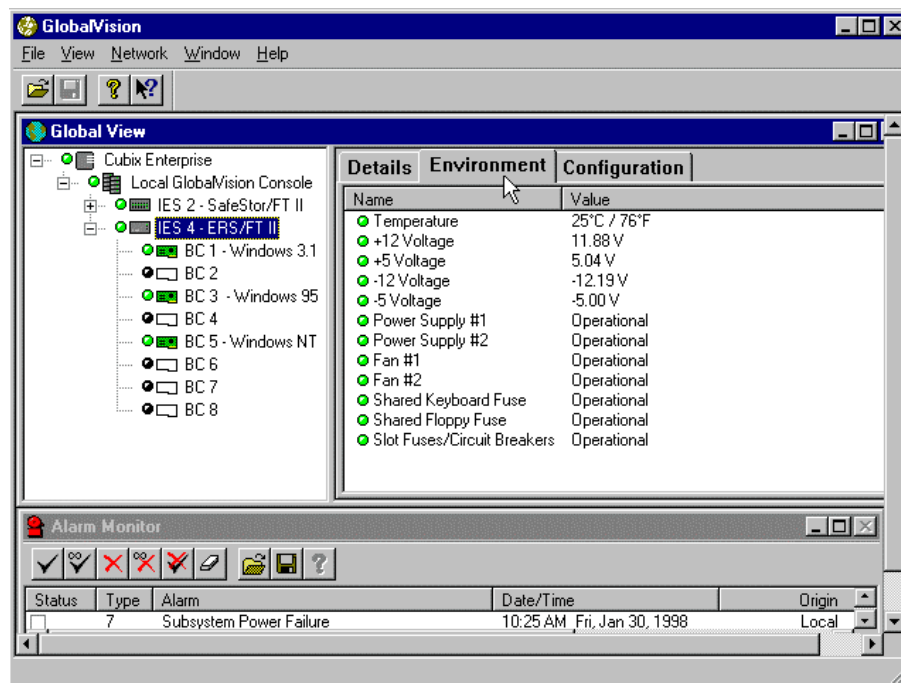 GlobalVision
File View Network Window Help
Global View
Cubix Enterprise
Local GlobalVision Console
IES 2 - SafeStor/FT II
IES 4 - ERS/FT II
BC 1 - Windows 3.1
BC 2
BC 3 - Windows 95
BC 4
BC 5 - Windows NT
BC 6
BC 7
BC 8
Details Environment Configuration
Name Value
Temperature 25°C / 76°F
+12 Voltage 11.88 V
+5 Voltage 5.04 V
-12 Voltage -12.19 V
-5 Voltage -5.00 V
Power Supply #1 Operational
Power Supply #2 Operational
Fan #1 Operational
Fan #2 Operational
Shared Keyboard Fuse Operational
Shared Floppy Fuse Operational
Slot Fuses/Circuit Breakers Operational
Alarm Monitor
Status Type Alarm Date/Time Origin
7 Subsystem Power Failure 10:25 AM Fri, Jan 30, 1998 Local